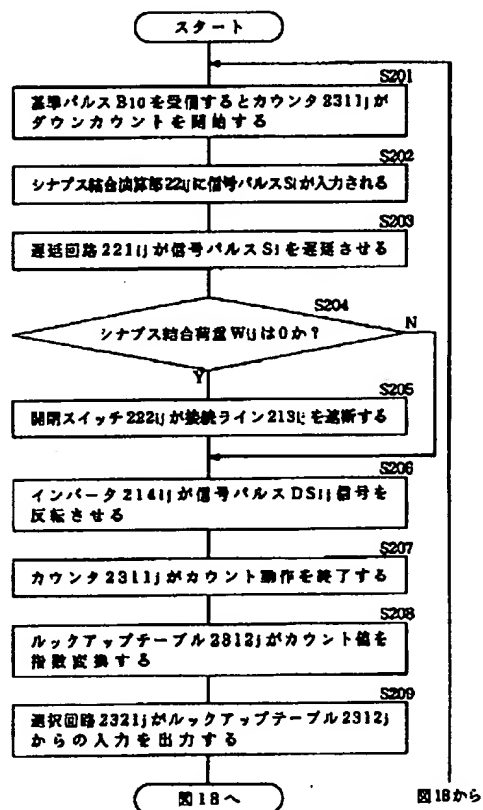 スタート
S201
基準パルスB10を受信するとカウンタ2311jが
ダウンカウントを開始する
S202
シナプス結合演算部22ijに信号パルスSiが入力される
S203
遅延回路221ijが信号パルスSiを遅延させる
S204
シナプス結合荷重Wijは0か?
N
Y
S205
開閉スイッチ222ijが接続ライン213ijを遮断する
S206
インバータ214ijが信号パルスDSij信号を
反転させる
S207
カウンタ2311jがカウント動作を終了する
S208
ルックアップテーブル2312jがカウント値を
指数変換する
S209
選択回路2321jがルックアップテーブル2312j
からの入力を出力する
図18へ
図18から